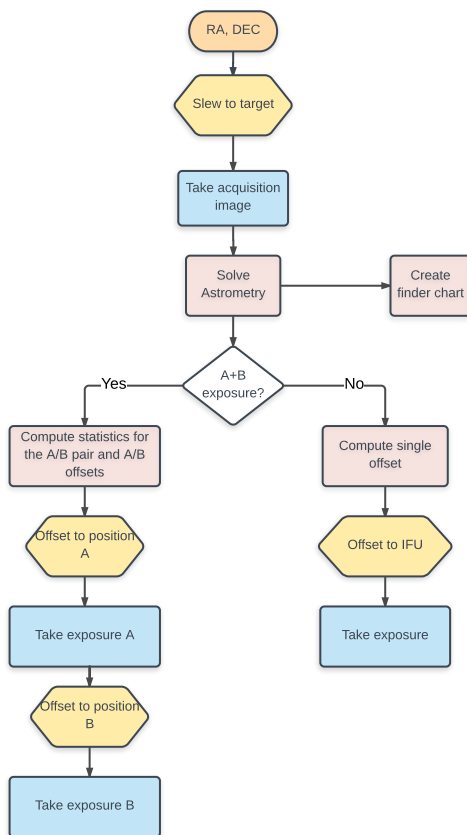 RA, DEC
Slew to target
Take acquisition
image
Solve
Astrometry
Create
finder chart
A+B
exposure?
Yes
No
Compute statistics for
the A/B pair and A/B
offsets
Compute single
offset
Offset to position
A
Offset to IFU
Take exposure A
Take exposure
Offset to position
B
Take exposure B